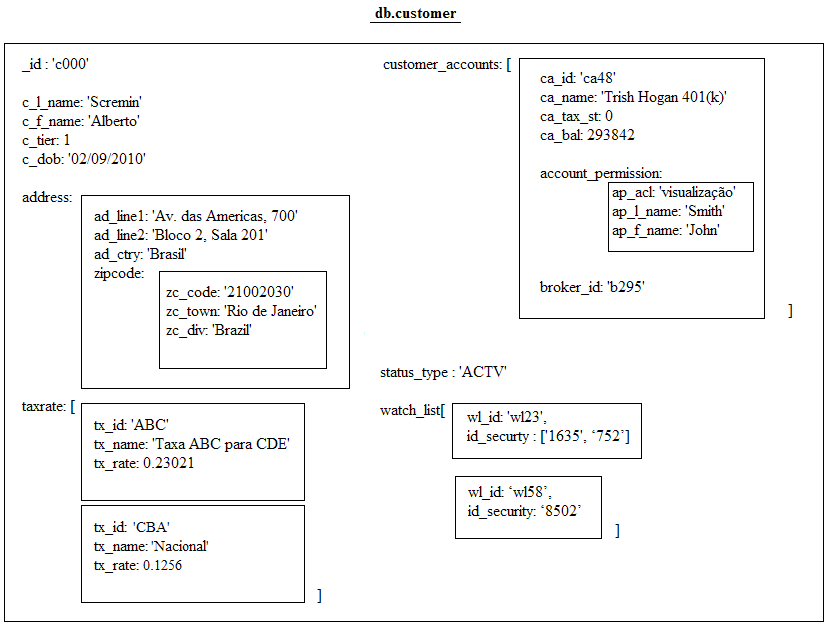 db.customer
_id : 'c000'
c_l_name: 'Scremin'
c_f_name: 'Alberto'
c_tier: 1
c_dob: '02/09/2010'
address:
ad_line1: 'Av. das Americas, 700'
ad_line2: 'Bloco 2, Sala 201'
ad_ctry: 'Brasil'
zipcode:
zc_code: '21002030'
zc_town: 'Rio de Janeiro'
zc_div: 'Brazil'
taxrate: [
tx_id: 'ABC'
tx_name: 'Taxa ABC para CDE'
tx_rate: 0.23021
tx_id: 'CBA'
tx_name: 'Nacional'
tx_rate: 0.1256
]
customer_accounts: [
ca_id: 'ca48'
ca_name: 'Trish Hogan 401(k)'
ca_tax_st: 0
ca_bal: 293842
account_permission:
ap_acl: 'visualização'
ap_l_name: 'Smith'
ap_f_name: 'John'
broker_id: 'b295'
]
status_type : 'ACTV'
watch_list[
wl_id: 'wl23',
id_securty : ['1635', ‘752’]
wl_id: ‘wl58’,
id_security: ‘8502’
]